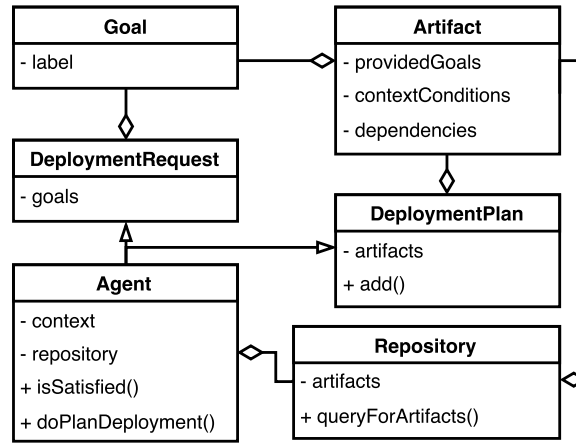 Goal
- label
Artifact
- providedGoals
- contextConditions
- dependencies
DeploymentRequest
- goals
DeploymentPlan
- artifacts
+ add()
Agent
- context
- repository
+ isSatisfied()
+ doPlanDeployment()
Repository
- artifacts
+ queryForArtifacts()